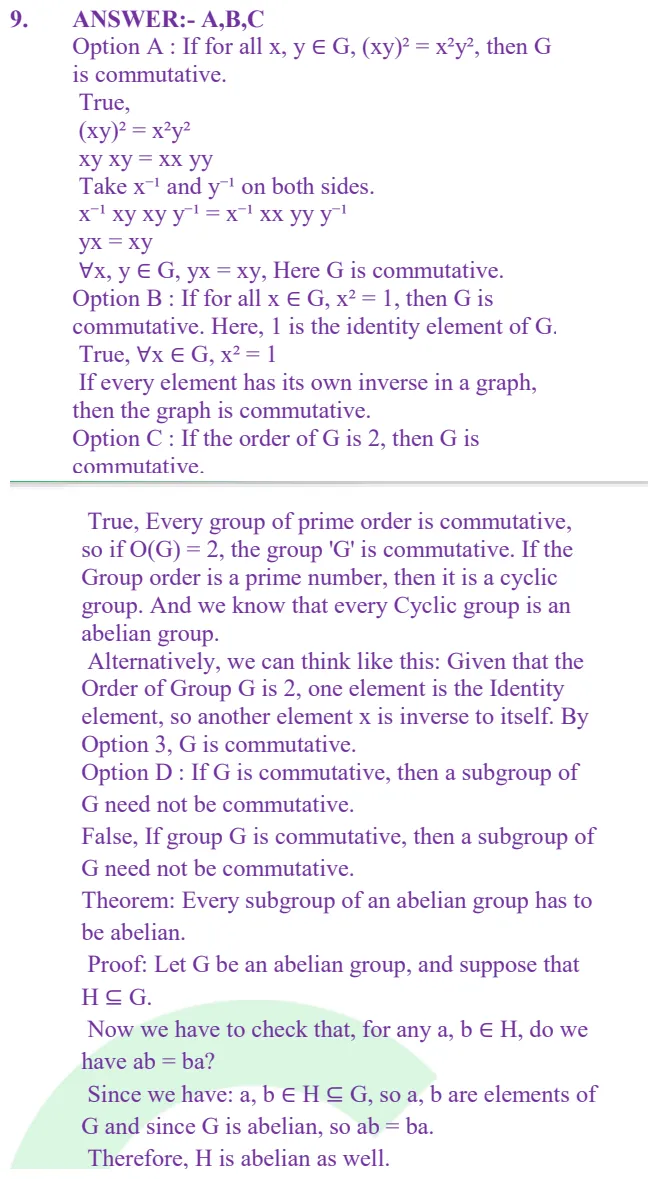 9. ANSWER:- A,B,C
Option A : If for all x, y ∈ G, (xy)² = x²y², then G
is commutative.
True,
(xy)² = x²y²
xy xy = xx yy
Take x⁻¹ and y⁻¹ on both sides.
x⁻¹ xy xy y⁻¹ = x⁻¹ xx yy y⁻¹
yx = xy
∀x, y ∈ G, yx = xy, Here G is commutative.
Option B : If for all x ∈ G, x² = 1, then G is
commutative. Here, 1 is the identity element of G.
True, ∀x ∈ G, x² = 1
If every element has its own inverse in a graph,
then the graph is commutative.
Option C : If the order of G is 2, then G is
commutative.
True, Every group of prime order is commutative,
so if O(G) = 2, the group 'G' is commutative. If the
Group order is a prime number, then it is a cyclic
group. And we know that every Cyclic group is an
abelian group.
Alternatively, we can think like this: Given that the
Order of Group G is 2, one element is the Identity
element, so another element x is inverse to itself. By
Option 3, G is commutative.
Option D : If G is commutative, then a subgroup of
G need not be commutative.
False, If group G is commutative, then a subgroup of
G need not be commutative.
Theorem: Every subgroup of an abelian group has to
be abelian.
Proof: Let G be an abelian group, and suppose that
H ⊆ G.
Now we have to check that, for any a, b ∈ H, do we
have ab = ba?
Since we have: a, b ∈ H ⊆ G, so a, b are elements of
G and since G is abelian, so ab = ba.
Therefore, H is abelian as well.